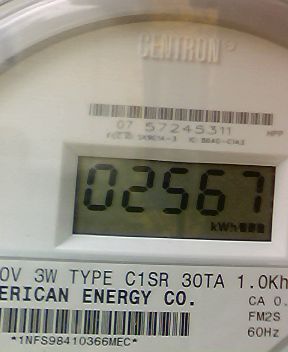 CENTRON
07 57245311
HPP
02567
kWh
0V 3W TYPE C1SR 30TA 1.0Kh
ERICAN ENERGY CO.
CA 0.
FM2S
60Hz
*1NFS98410366MEC*